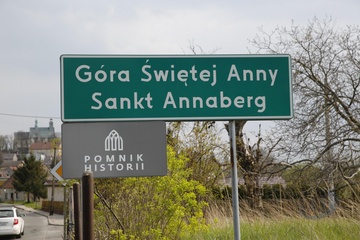 Góra Świętej Anny
Sankt Annaberg
POMNIK
HISTORII